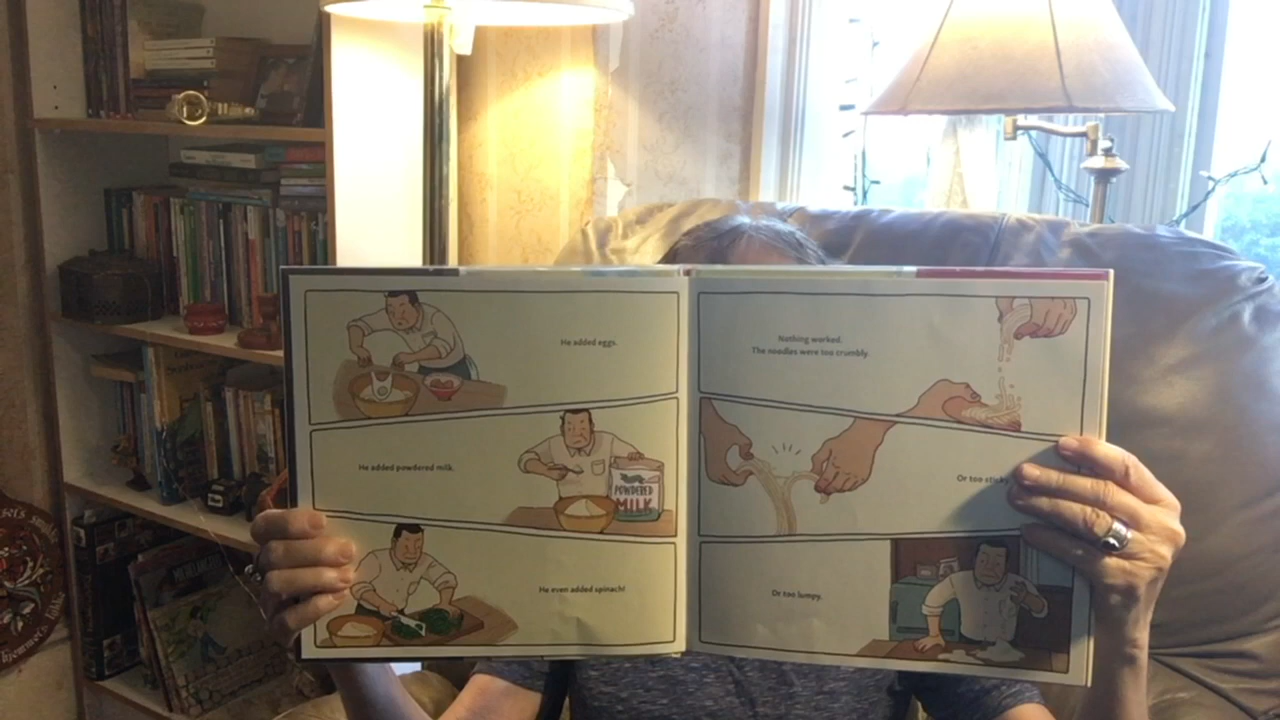 He added eggs.
He added powdered milk.
POWDERED
MILK
He even added spinach!
Nothing worked.
The noodles were too crumbly.
Or too sticky
Or too lumpy.
MICHELANGELO